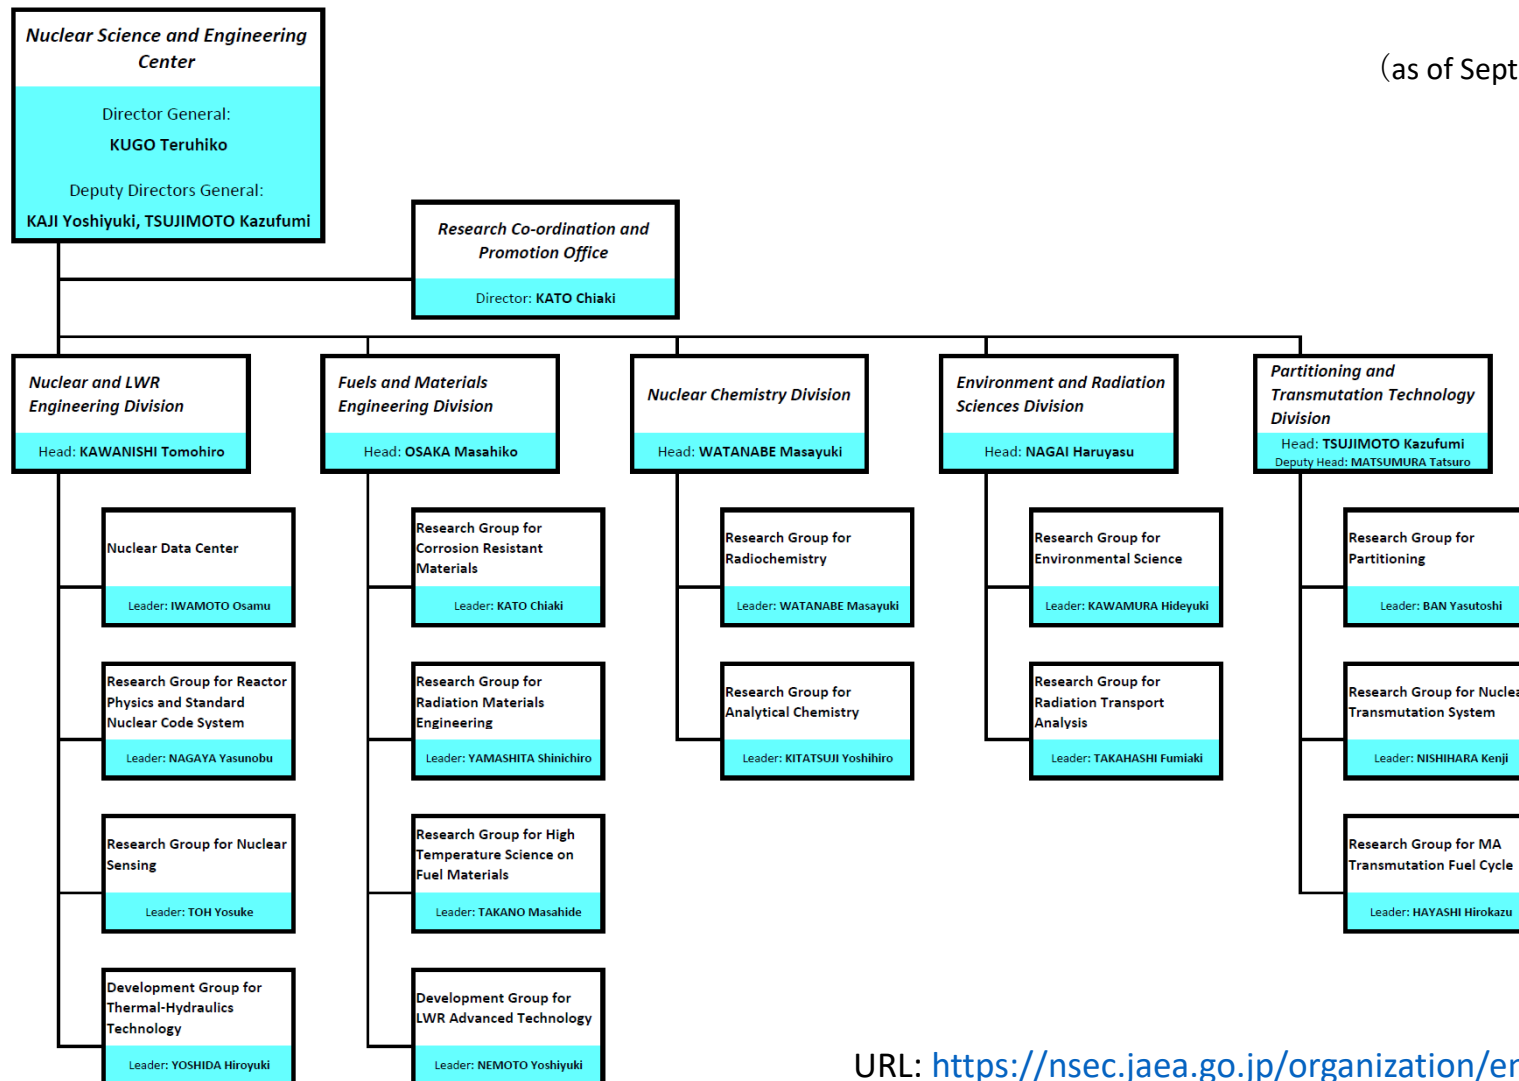 Nuclear Science and Engineering
Center
Director General:
KUGO Teruhiko
Deputy Directors General:
KAJI Yoshiyuki, TSUJIMOTO Kazufumi
（as of Sept
Research Co-ordination and
Promotion Office
Director: KATO Chiaki
Nuclear and LWR
Engineering Division
Head: KAWANISHI Tomohiro
Fuels and Materials
Engineering Division
Head: OSAKA Masahiko
Nuclear Chemistry Division
Head: WATANABE Masayuki
Environment and Radiation
Sciences Division
Head: NAGAI Haruyasu
Partitioning and
Transmutation Technology
Division
Head: TSUJIMOTO Kazufumi
Deputy Head: MATSUMURA Tatsuro
Nuclear Data Center
Leader: IWAMOTO Osamu
Research Group for
Corrosion Resistant
Materials
Leader: KATO Chiaki
Research Group for
Radiochemistry
Leader: WATANABE Masayuki
Research Group for
Environmental Science
Leader: KAWAMURA Hideyuki
Research Group for
Partitioning
Leader: BAN Yasutoshi
Research Group for Reactor
Physics and Standard
Nuclear Code System
Leader: NAGAYA Yasunobu
Research Group for
Radiation Materials
Engineering
Leader: YAMASHITA Shinichiro
Research Group for
Analytical Chemistry
Leader: KITATSUJI Yoshihiro
Research Group for
Radiation Transport
Analysis
Leader: TAKAHASHI Fumiaki
Research Group for Nuclea
Transmutation System
Leader: NISHIHARA Kenji
Research Group for Nuclear
Sensing
Leader: TOH Yosuke
Research Group for High
Temperature Science on
Fuel Materials
Leader: TAKANO Masahide
Research Group for MA
Transmutation Fuel Cycle
Leader: HAYASHI Hirokazu
Development Group for
Thermal-Hydraulics
Technology
Leader: YOSHIDA Hiroyuki
Development Group for
LWR Advanced Technology
Leader: NEMOTO Yoshiyuki
URL: https://nsec.jaea.go.jp/organization/en